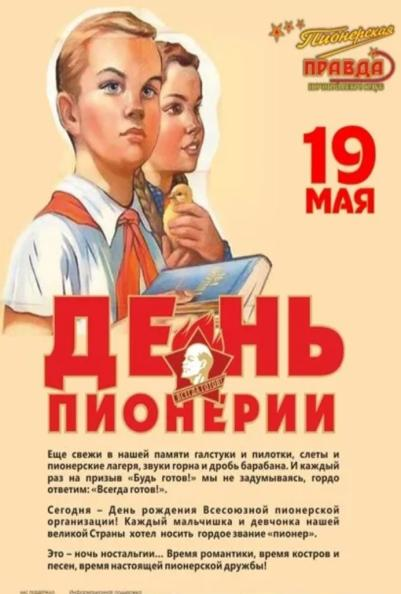 Пионерская
ПРАВДА
19
МАЯ
ДЕНЬ
ВСЕГДА ГОТОВ!
ПИОНЕРИИ
Еще свежи в нашей памяти галстуки и пилотки, слеты и
пионерские лагеря, звуки горна и дробь барабана. И каждый
раз на призыв «Будь готов!» мы не задумываясь, гордо
ответим: «Всегда готов!».
Сегодня – День рождения Всесоюзной пионерской
организации! Каждый мальчишка и девчонка нашей
великой Страны хотел носить гордое звание «пионер».
Это – ночь ностальгии... Время романтики, время костров и
песен, время настоящей пионерской дружбы!